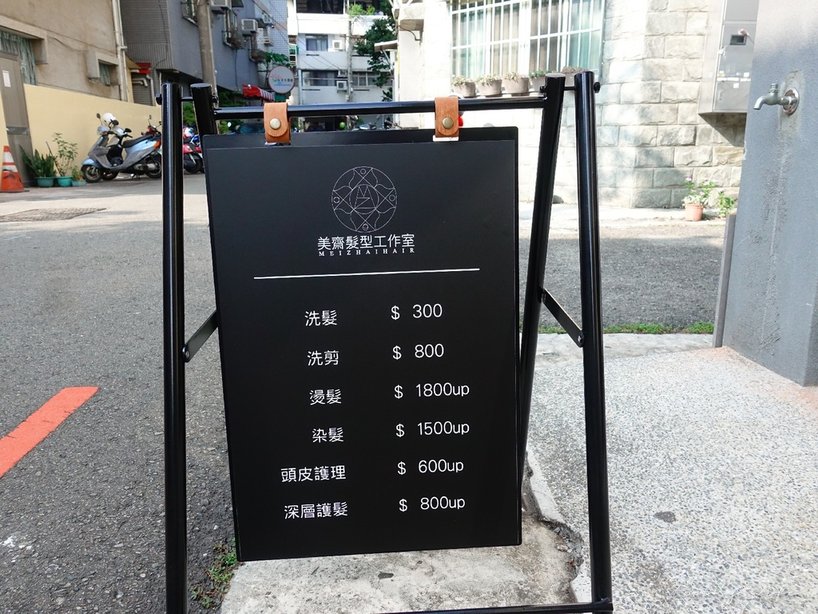 美齋髮型工作室
MEIZHAIHAIR
洗髮 $ 300
洗剪 $ 800
燙髮 $ 1800up
染髮 $ 1500up
頭皮護理 $ 600up
深層護髮 $ 800up